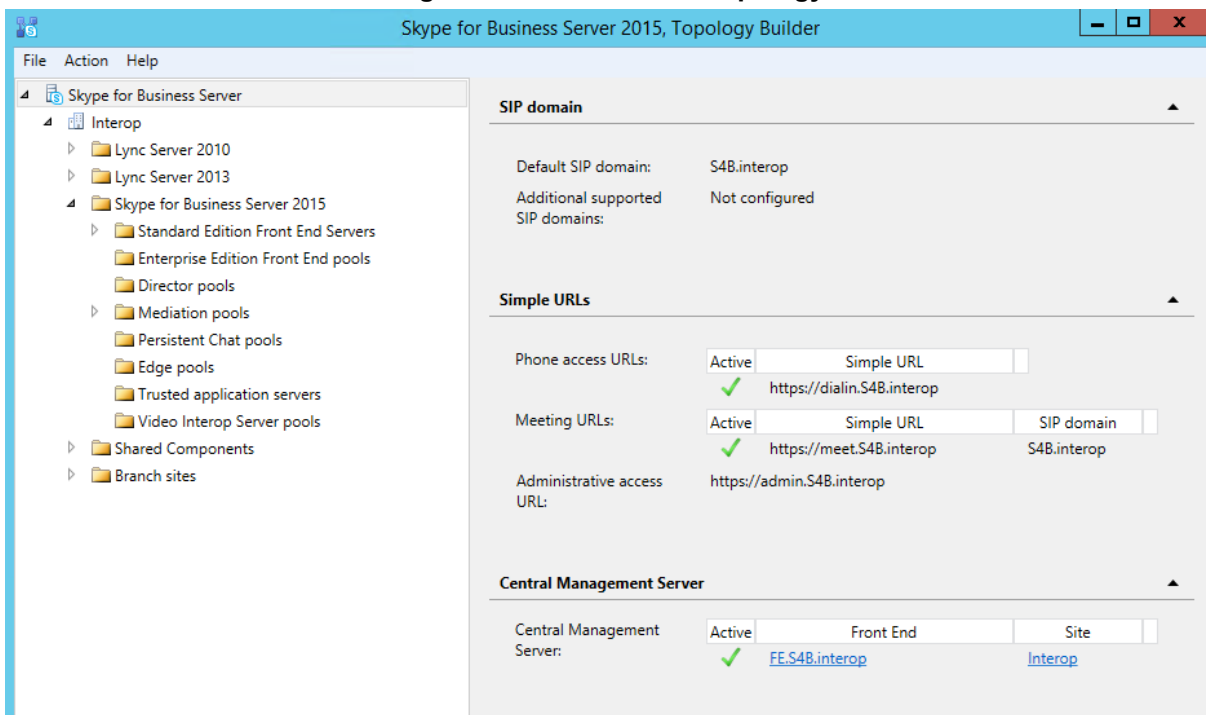 Skype for Business Server 2015, Topology Builder
File Action Help
Skype for Business Server
Interop
Lync Server 2010
Lync Server 2013
Skype for Business Server 2015
Standard Edition Front End Servers
Enterprise Edition Front End pools
Director pools
Mediation pools
Persistent Chat pools
Edge pools
Trusted application servers
Video Interop Server pools
Shared Components
Branch sites
SIP domain
Default SIP domain: S4B.interop
Additional supported Not configured
SIP domains:
Simple URLs
Phone access URLs: Active Simple URL
https://dialin.S4B.interop
Meeting URLs: Active Simple URL SIP domain
https://meet.S4B.interop S4B.interop
Administrative access https://admin.S4B.interop
URL:
Central Management Server
Central Management Active Front End Site
Server: FE.S4B.interop Interop